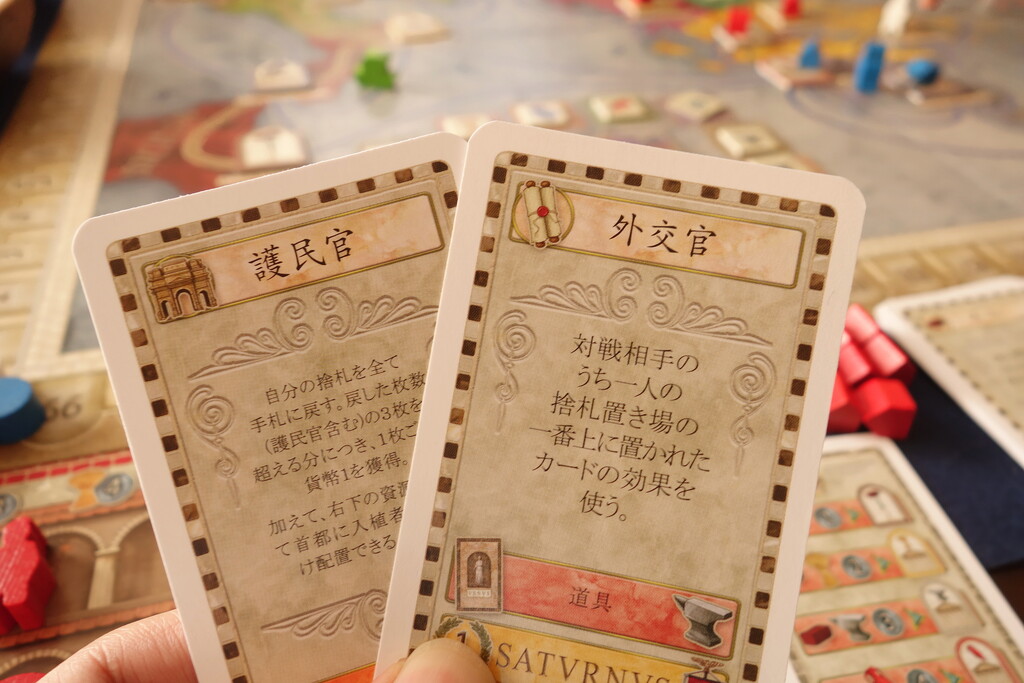 護民官
自分の捨札を全て
手札に戻す。戻した枚数
(護民官含む)の3枚を
超える分につき、1枚ご
貨幣1を獲得。
加えて、右下の資源
て首都に入植者
け配置できる
外交官
対戦相手の
うち一人の
捨札置き場の
一番上に置かれた
カードの効果を
使う。
道具
1
SATVRNVS
66